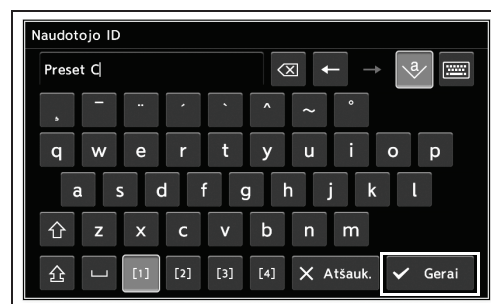 Naudotojo ID
Preset C
a
¸ ¯ ¨ ´ ` ^ ~ °
q w e r t y u i o p
a s d f g h j k l
z x c v b n m
[1] [2] [3] [4] Atšauk. Gerai